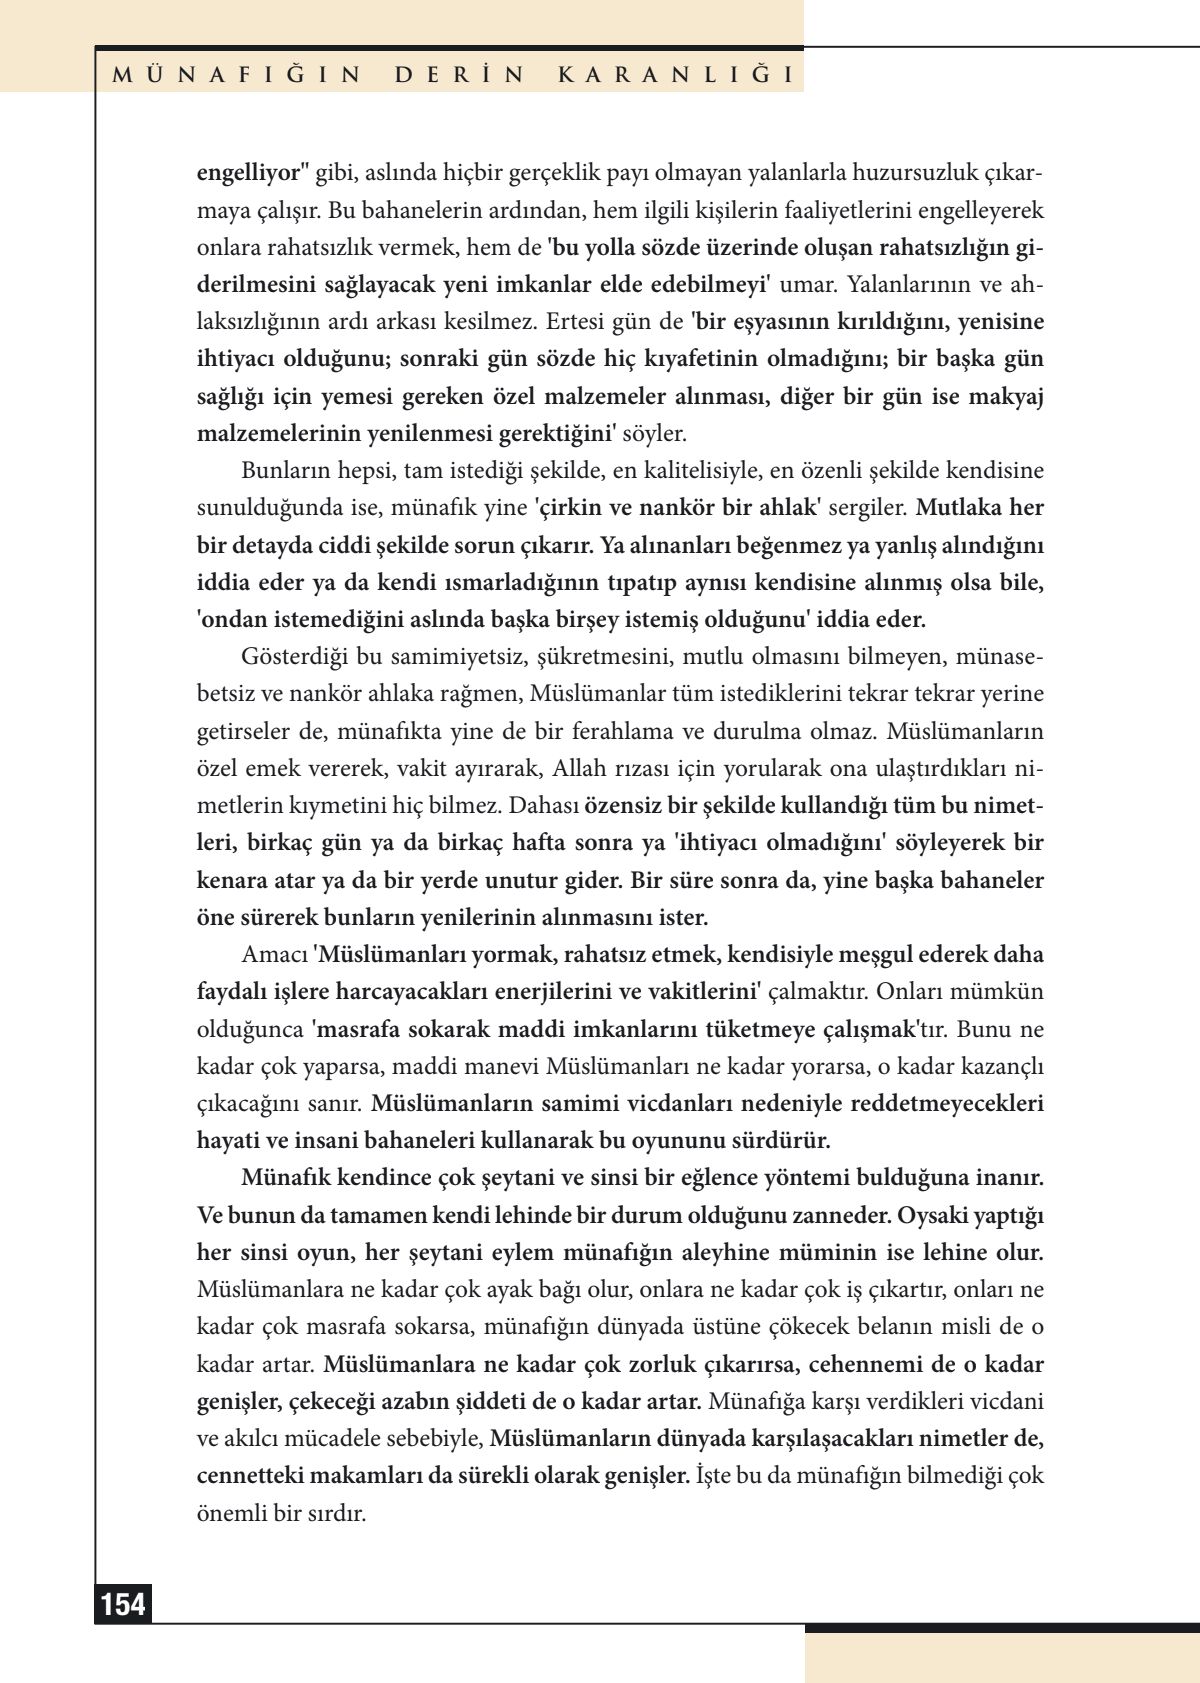 MÜNAFIĞIN DERİN KARANLIĞI
engelliyor" gibi, aslında hiçbir gerçeklik payı olmayan yalanlarla huzursuzluk çıkar-
maya çalışır. Bu bahanelerin ardından, hem ilgili kişilerin faaliyetlerini engelleyerek
onlara rahatsızlık vermek, hem de 'bu yolla sözde üzerinde oluşan rahatsızlığın gi-
derilmesini sağlayacak yeni imkanlar elde edebilmeyi' umar. Yalanlarının ve ah-
laksızlığının ardı arkası kesilmez. Ertesi gün de 'bir eşyasının kırıldığını, yenisine
ihtiyacı olduğunu; sonraki gün sözde hiç kıyafetinin olmadığını; bir başka gün
sağlığı için yemesi gereken özel malzemeler alınması, diğer bir gün ise makyaj
malzemelerinin yenilenmesi gerektiğini' söyler.
Bunların hepsi, tam istediği şekilde, en kalitelisiyle, en özenli şekilde kendisine
sunulduğunda ise, münafık yine 'çirkin ve nankör bir ahlak' sergiler. Mutlaka her
bir detayda ciddi şekilde sorun çıkarır. Ya alınanları beğenmez ya yanlış alındığını
iddia eder ya da kendi ısmarladığının tıpatıp aynısı kendisine alınmış olsa bile,
'ondan istemediğini aslında başka birşey istemiş olduğunu' iddia eder.
Gösterdiği bu samimiyetsiz, şükretmesini, mutlu olmasını bilmeyen, münase-
betsiz ve nankör ahlaka rağmen, Müslümanlar tüm istediklerini tekrar tekrar yerine
getirseler de, münafıkta yine de bir ferahlama ve durulma olmaz. Müslümanların
özel emek vererek, vakit ayırarak, Allah rızası için yorularak ona ulaştırdıkları ni-
metlerin kıymetini hiç bilmez. Dahası özensiz bir şekilde kullandığı tüm bu nimet-
leri, birkaç gün ya da birkaç hafta sonra ya 'ihtiyacı olmadığını' söyleyerek bir
kenara atar ya da bir yerde unutur gider. Bir süre sonra da, yine başka bahaneler
öne sürerek bunların yenilerinin alınmasını ister.
Amacı 'Müslümanları yormak, rahatsız etmek, kendisiyle meşgul ederek daha
faydalı işlere harcayacakları enerjilerini ve vakitlerini' çalmaktır. Onları mümkün
olduğunca 'masrafa sokarak maddi imkanlarını tüketmeye çalışmak'tır. Bunu ne
kadar çok yaparsa, maddi manevi Müslümanları ne kadar yorarsa, o kadar kazançlı
çıkacağını sanır. Müslümanların samimi vicdanları nedeniyle reddetmeyecekleri
hayati ve insani bahaneleri kullanarak bu oyununu sürdürür.
Münafık kendince çok şeytani ve sinsi bir eğlence yöntemi bulduğuna inanır.
Ve bunun da tamamen kendi lehinde bir durum olduğunu zanneder. Oysaki yaptığı
her sinsi oyun, her şeytani eylem münafığın aleyhine müminin ise lehine olur.
Müslümanlara ne kadar çok ayak bağı olur, onlara ne kadar çok iş çıkartır, onları ne
kadar çok masrafa sokarsa, münafığın dünyada üstüne çökecek belanın misli de o
kadar artar. Müslümanlara ne kadar çok zorluk çıkarırsa, cehennemi de o kadar
genişler, çekeceği azabın şiddeti de o kadar artar. Münafığa karşı verdikleri vicdani
ve akılcı mücadele sebebiyle, Müslümanların dünyada karşılaşacakları nimetler de,
cennetteki makamları da sürekli olarak genişler. İşte bu da münafığın bilmediği çok
önemli bir sırdır.
154